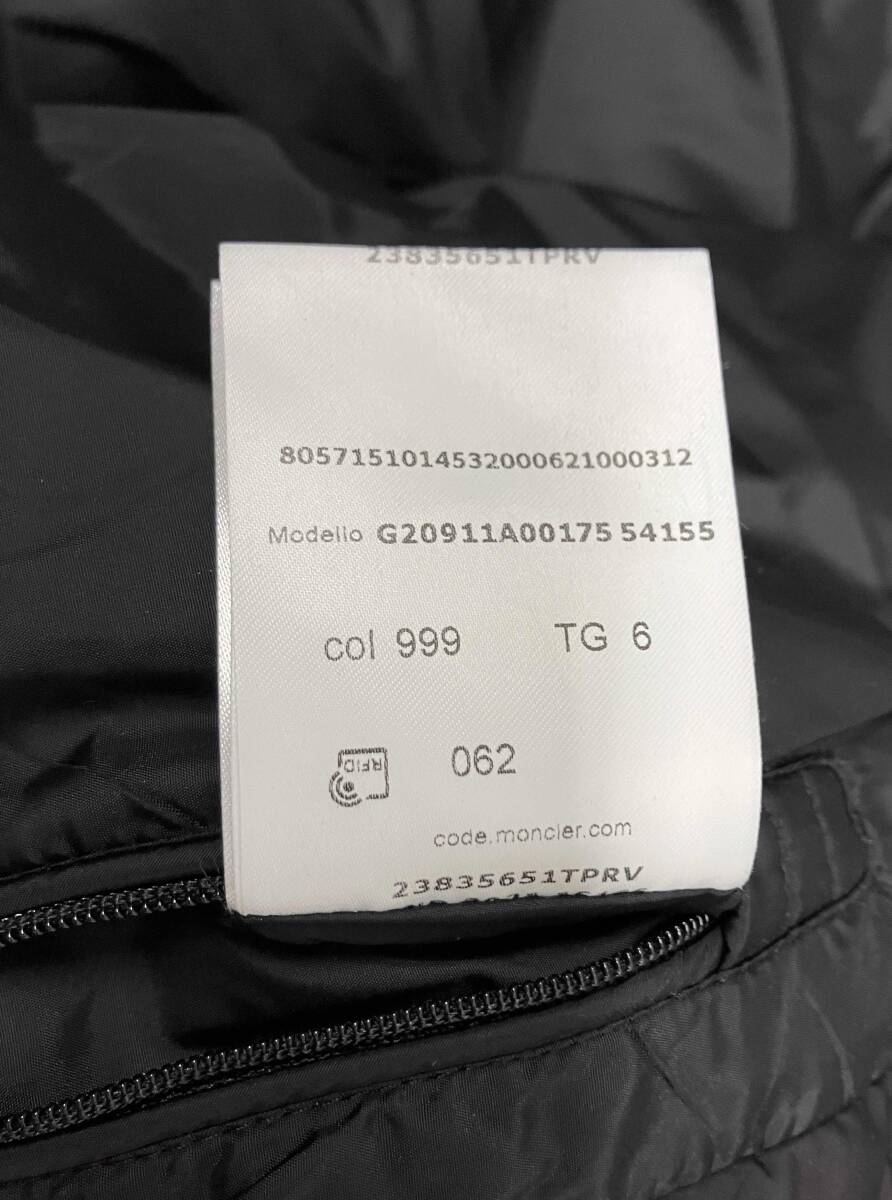 23835651TPRV
8057151014532000621000312
Modello G20911A00175 54155
col 999 TG 6
RFID 062
code.moncler.com
23835651TPRV